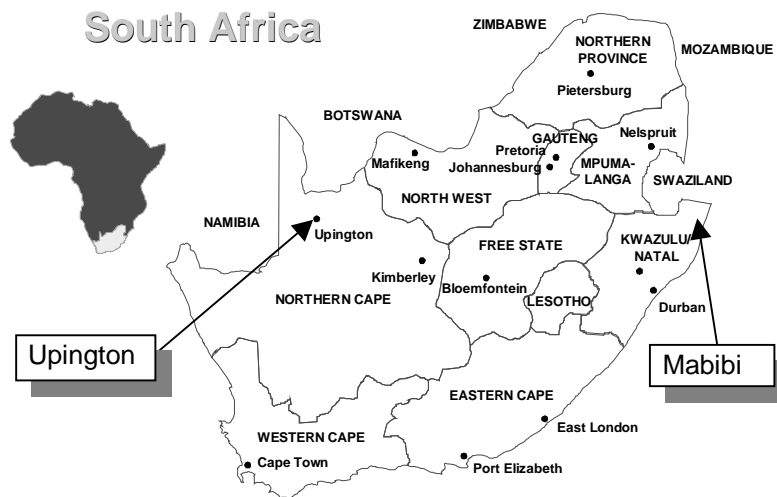 South Africa
ZIMBABWE
NORTHERN
PROVINCE
MOZAMBIQUE
Pietersburg
BOTSWANA
GAUTENG
Nelspruit
Pretoria
Mafikeng
Johannesburg
MPUMA-
LANGA
SWAZILAND
NORTH WEST
NAMIBIA
Upington
FREE STATE
KWAZULU/
NATAL
Kimberley
Bloemfontein
NORTHERN CAPE
LESOTHO
Durban
Upington
Mabibi
EASTERN CAPE
East London
WESTERN CAPE
Cape Town
Port Elizabeth